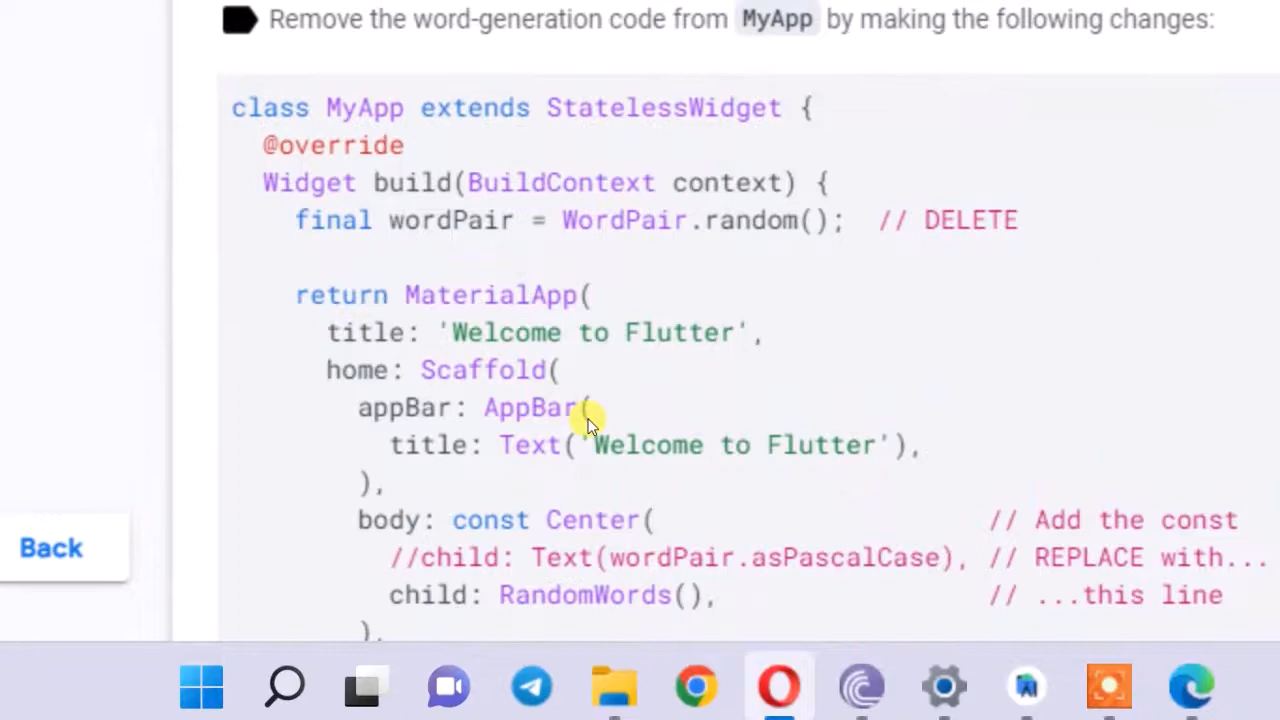 Remove the word-generation code from MyApp by making the following changes:
class MyApp extends StatelessWidget {
@override
Widget build(BuildContext context) {
final wordPair = WordPair.random(); // DELETE
return MaterialApp(
title: 'Welcome to Flutter',
home: Scaffold(
appBar: AppBar(
title: Text('Welcome to Flutter'),
),
body: const Center( // Add the const
//child: Text(wordPair.asPascalCase), // REPLACE with...
child: RandomWords(), // ...this line
),
Back
AI